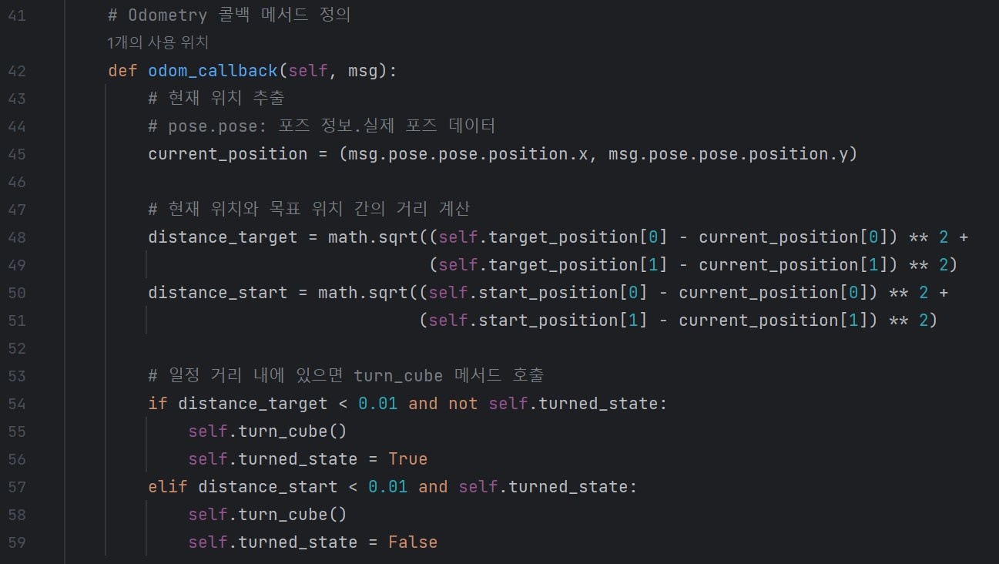 41 # Odometry 콜백 메서드 정의
1개의 사용 위치
42 def odom_callback(self, msg):
43 # 현재 위치 추출
44 # pose.pose: 포즈 정보.실제 포즈 데이터
45 current_position = (msg.pose.pose.position.x, msg.pose.pose.position.y)
46
47 # 현재 위치와 목표 위치 간의 거리 계산
48 distance_target = math.sqrt((self.target_position[0] - current_position[0]) ** 2 +
49 (self.target_position[1] - current_position[1]) ** 2)
50 distance_start = math.sqrt((self.start_position[0] - current_position[0]) ** 2 +
51 (self.start_position[1] - current_position[1]) ** 2)
52
53 # 일정 거리 내에 있으면 turn_cube 메서드 호출
54 if distance_target < 0.01 and not self.turned_state:
55 self.turn_cube()
56 self.turned_state = True
57 elif distance_start < 0.01 and self.turned_state:
58 self.turn_cube()
59 self.turned_state = False